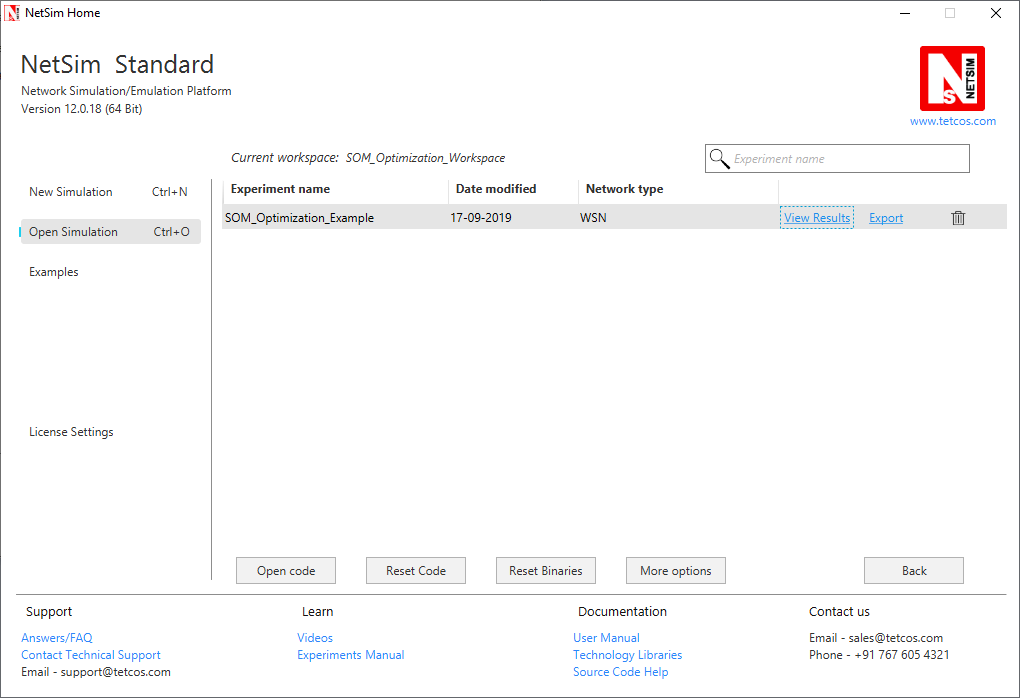 NetSim Home
NetSim Standard
Network Simulation/Emulation Platform
Version 12.0.18 (64 Bit)
NS NETSIM
www.tetcos.com
Current workspace: SOM_Optimization_Workspace
Experiment name
New Simulation Ctrl+N
Open Simulation Ctrl+O
Examples
License Settings
Experiment name Date modified Network type
SOM_Optimization_Example 17-09-2019 WSN View Results Export
Open code Reset Code Reset Binaries More options Back
Support
Answers/FAQ
Contact Technical Support
Email - support@tetcos.com
Learn
Videos
Experiments Manual
Documentation
User Manual
Technology Libraries
Source Code Help
Contact us
Email - sales@tetcos.com
Phone - +91 767 605 4321